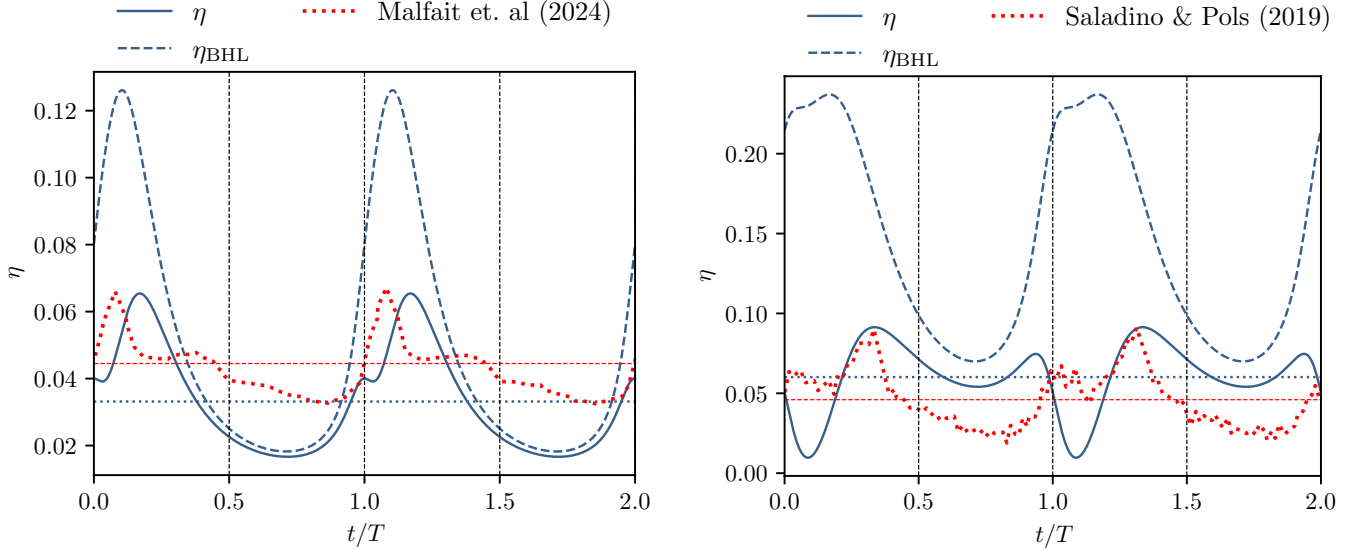 η
Malfait et. al (2024)
η_BHL
0.12
0.10
0.08
0.06
0.04
0.02
η
0.0
0.5
1.0
1.5
2.0
t/T
η
Saladino & Pols (2019)
η_BHL
0.20
0.15
0.10
0.05
0.00
η
0.0
0.5
1.0
1.5
2.0
t/T